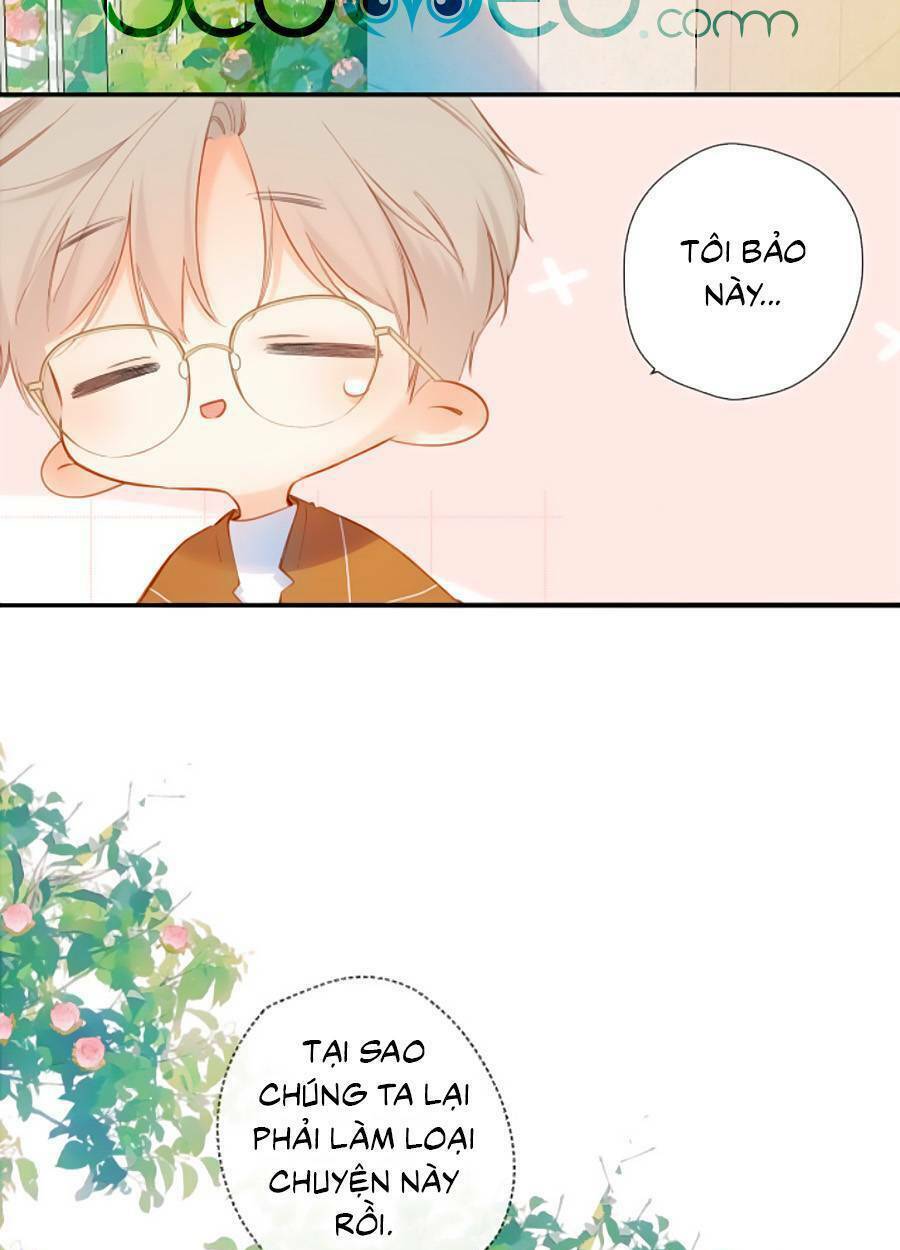 TÔI BẢO
NÀY...
TẠI SAO
CHÚNG TA LẠI
PHẢI LÀM LOẠI
CHUYỆN NÀY
RỒI.